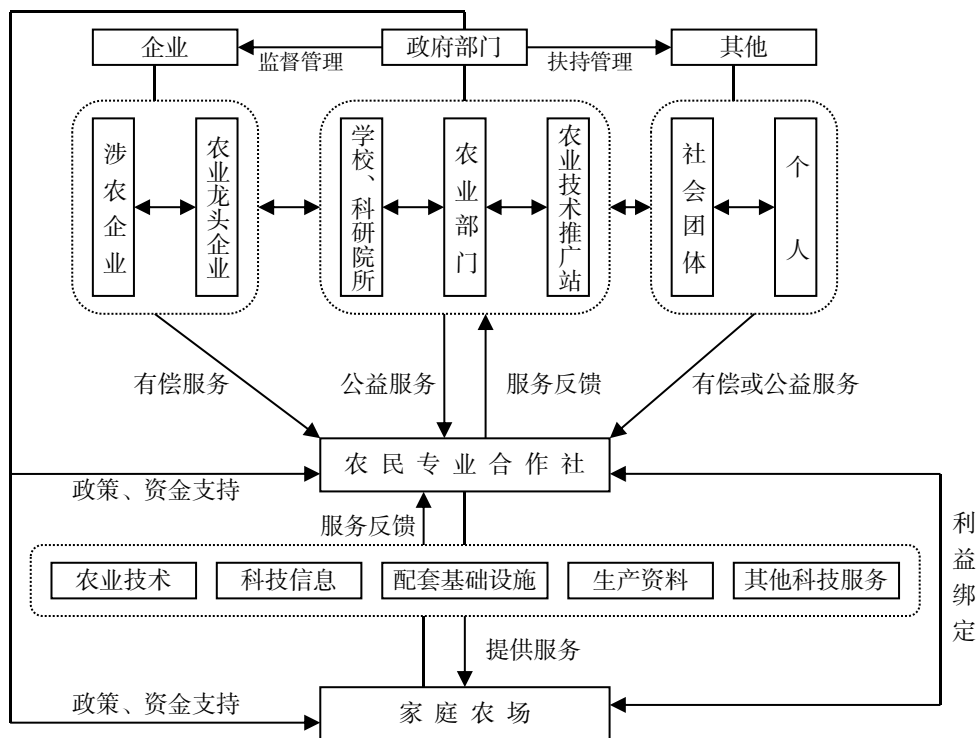 企业
政府部门
其他
监督管理
扶持管理
涉农企业
农业龙头企业
学校、科研院所
农业部门
农业技术推广站
社会团体
个人
有偿服务
公益服务
服务反馈
有偿或公益服务
农民专业合作社
政策、资金支持
服务反馈
利益绑定
农业技术
科技信息
配套基础设施
生产资料
其他科技服务
提供服务
政策、资金支持
家庭农场